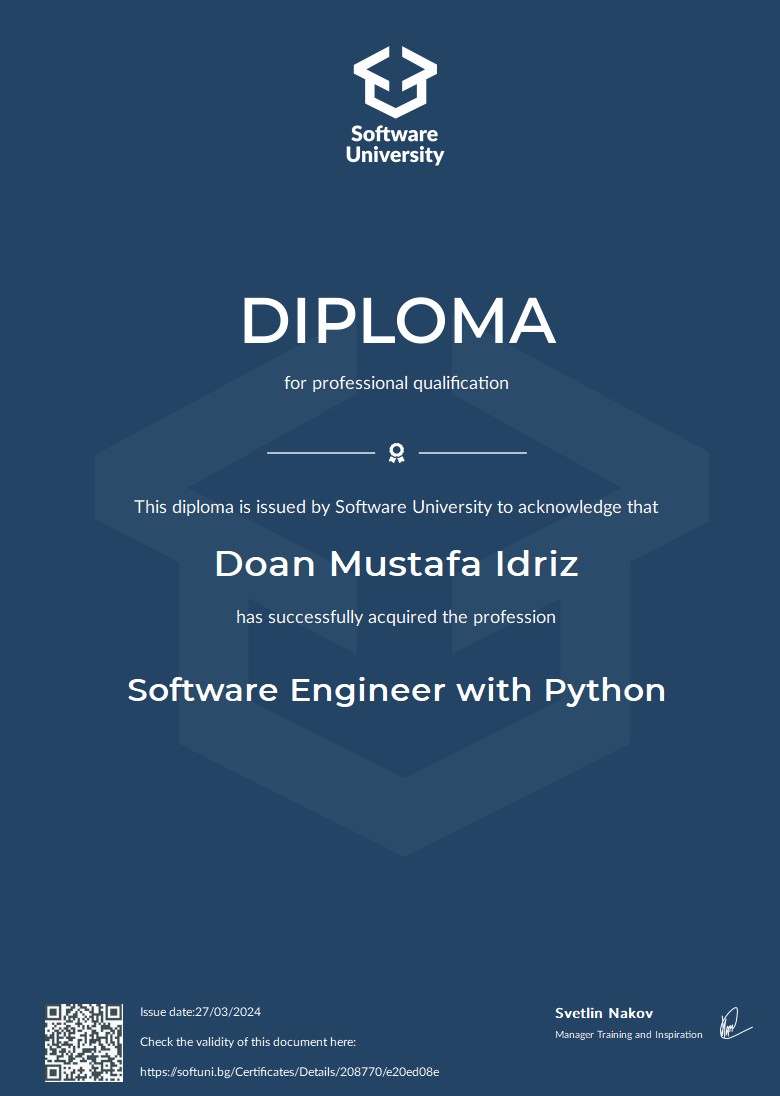 Software
University
DIPLOMA
for professional qualification
This diploma is issued by Software University to acknowledge that
Doan Mustafa Idriz
has successfully acquired the profession
Software Engineer with Python
Issue date:27/03/2024
Check the validity of this document here:
https://softuni.bg/Certificates/Details/208770/e20ed08e
Svetlin Nakov
Manager Training and Inspiration